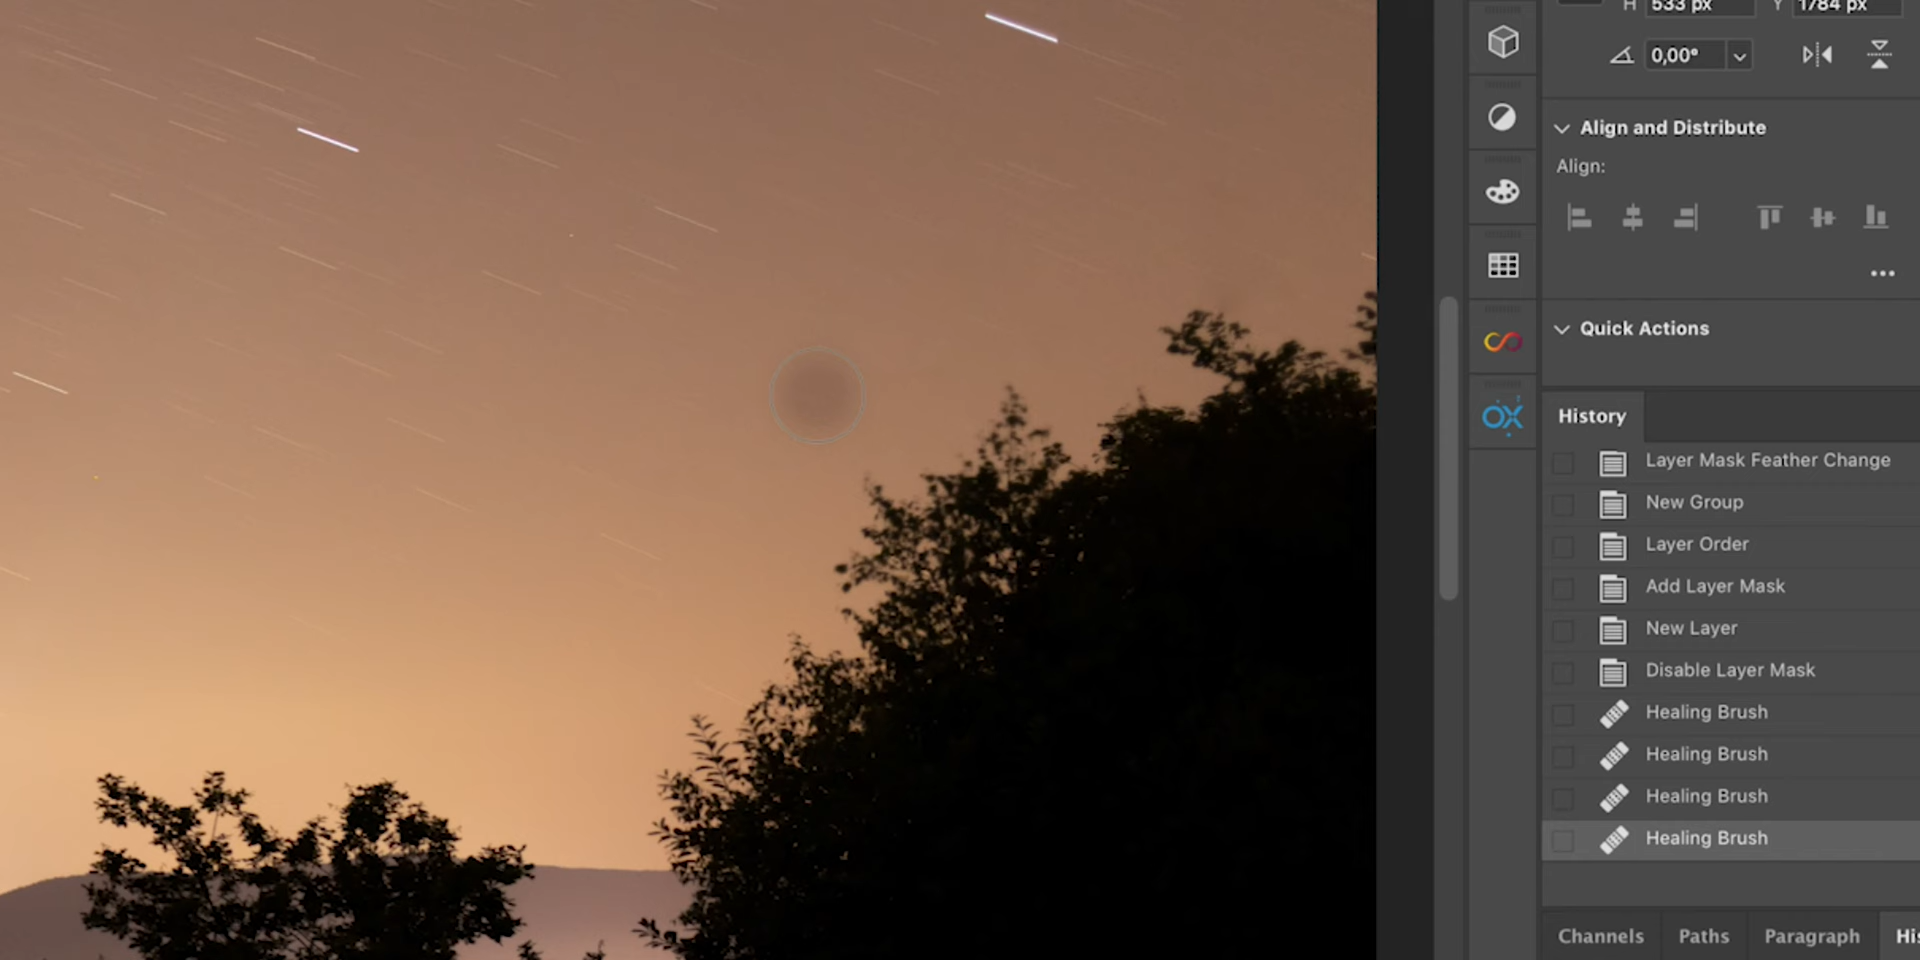 H 533 px Y 1784 px
0,00°
Align and Distribute
Align:
Quick Actions
History
Layer Mask Feather Change
New Group
Layer Order
Add Layer Mask
New Layer
Disable Layer Mask
Healing Brush
Healing Brush
Healing Brush
Healing Brush
Channels Paths Paragraph His